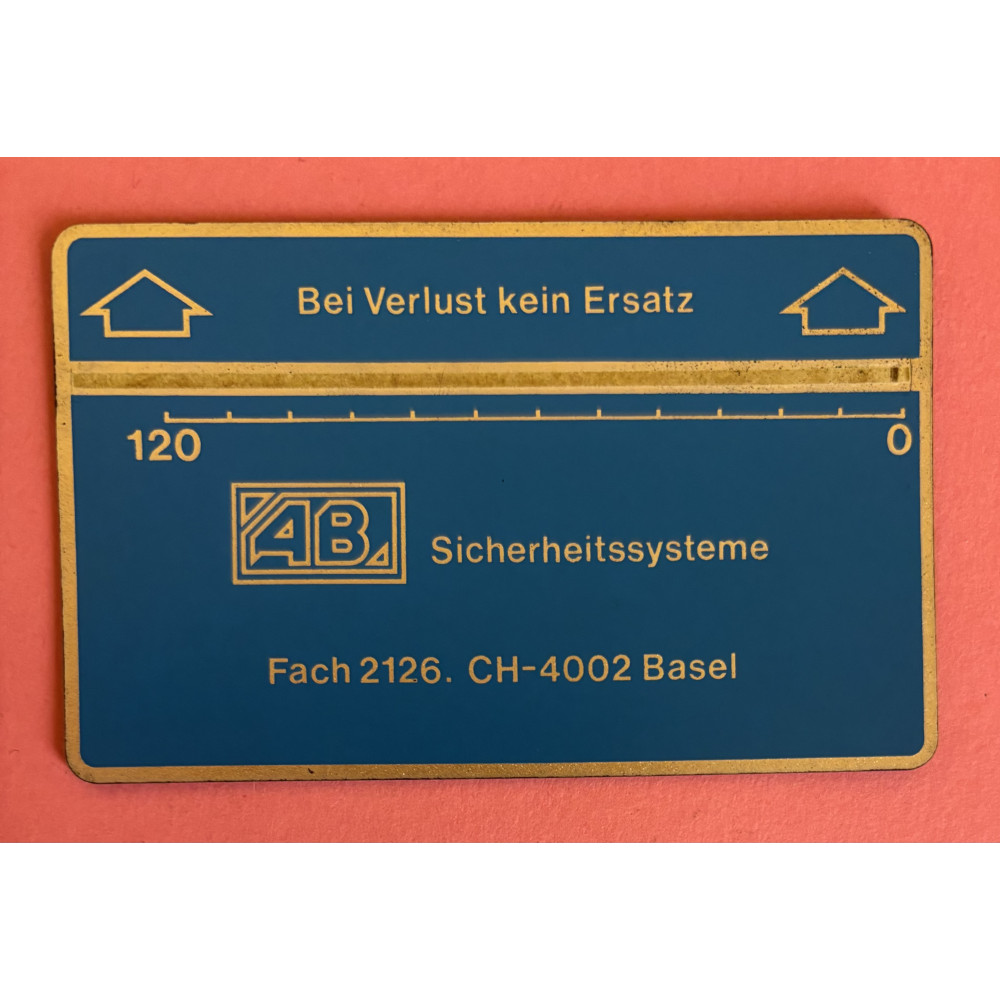 Bei Verlust kein Ersatz
120 0
AB Sicherheitssysteme
Fach 2126. CH-4002 Basel